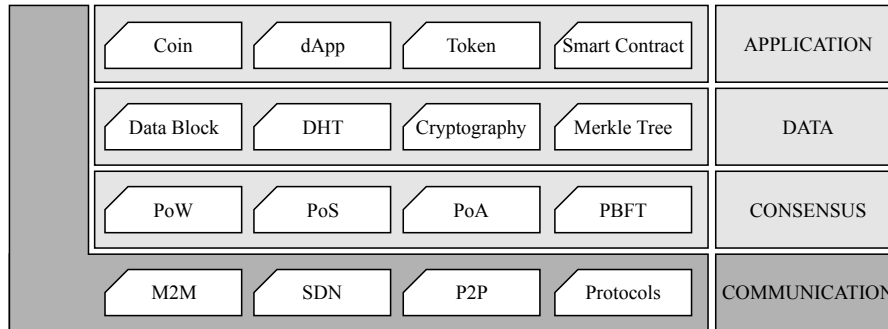 Coin dApp Token Smart Contract APPLICATION
Data Block DHT Cryptography Merkle Tree DATA
PoW PoS PoA PBFT CONSENSUS
M2M SDN P2P Protocols COMMUNICATION